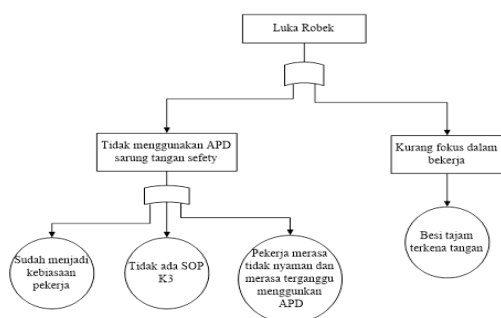 Luka Robek
Tidak menggunakan APD
sarung tangan sefety
Kurang fokus dalam
bekerja
Sudah menjadi
kebiasaan
pekerja
Tidak ada SOP
K3
Pekerja merasa
tidak nyaman dan
merasa terganggu
menggunkan
APD
Besi tajam
terkena tangan